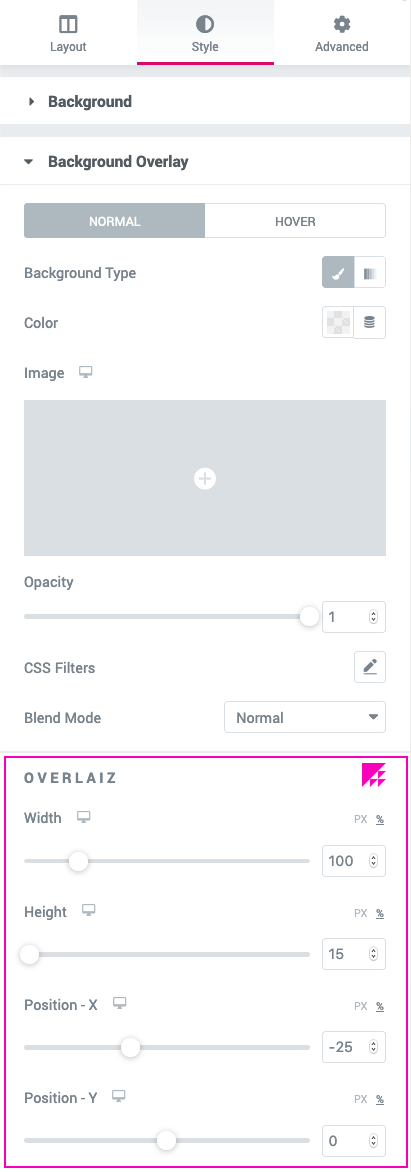 Layout Style Advanced
Background
Background Overlay
NORMAL HOVER
Background Type
Color
Image
Opacity
1
CSS Filters
Blend Mode Normal
OVERLAIZ
Width PX %
100
Height PX %
15
Position - X PX %
-25
Position - Y PX %
0